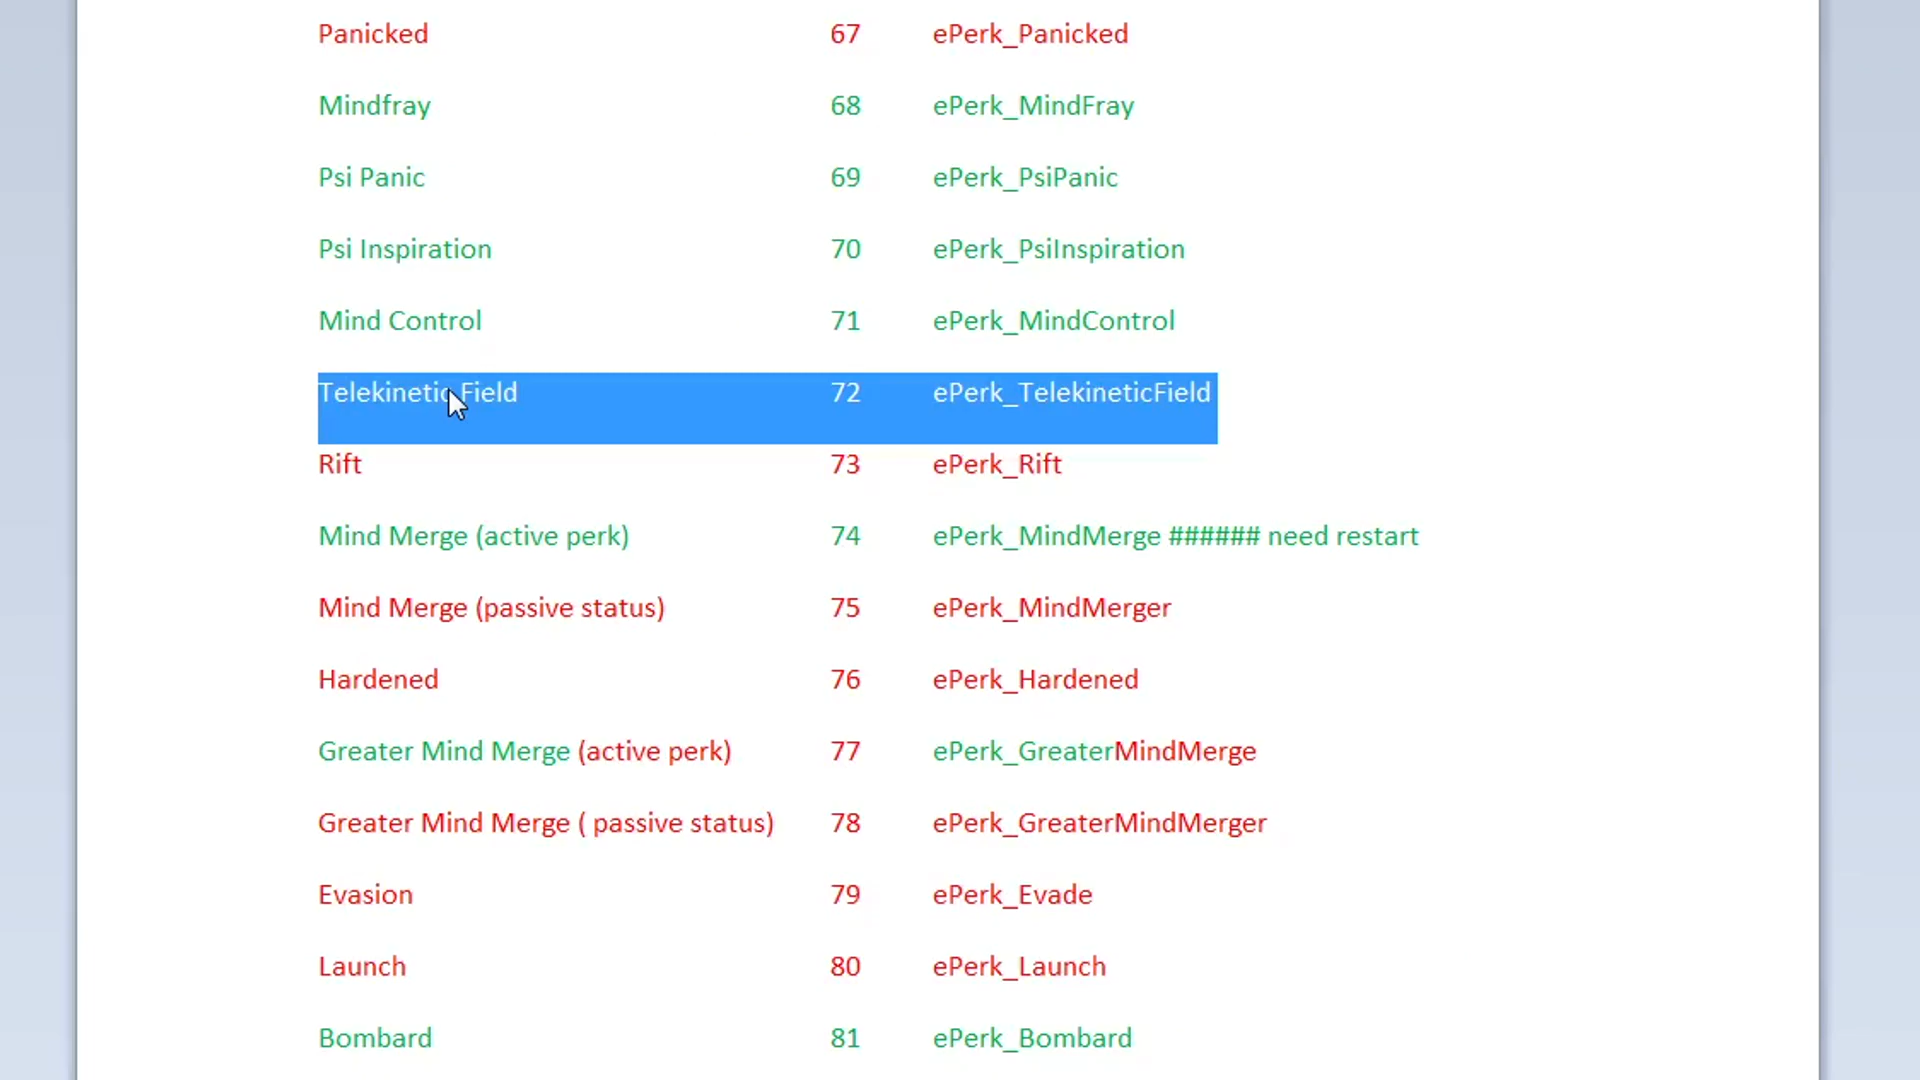 Panicked 67 ePerk_Panicked
Mindfray 68 ePerk_MindFray
Psi Panic 69 ePerk_PsiPanic
Psi Inspiration 70 ePerk_PsiInspiration
Mind Control 71 ePerk_MindControl
Telekinetic Field 72 ePerk_TelekineticField
Rift 73 ePerk_Rift
Mind Merge (active perk) 74 ePerk_MindMerge ###### need restart
Mind Merge (passive status) 75 ePerk_MindMerger
Hardened 76 ePerk_Hardened
Greater Mind Merge (active perk) 77 ePerk_GreaterMindMerge
Greater Mind Merge ( passive status) 78 ePerk_GreaterMindMerger
Evasion 79 ePerk_Evade
Launch 80 ePerk_Launch
Bombard 81 ePerk_Bombard